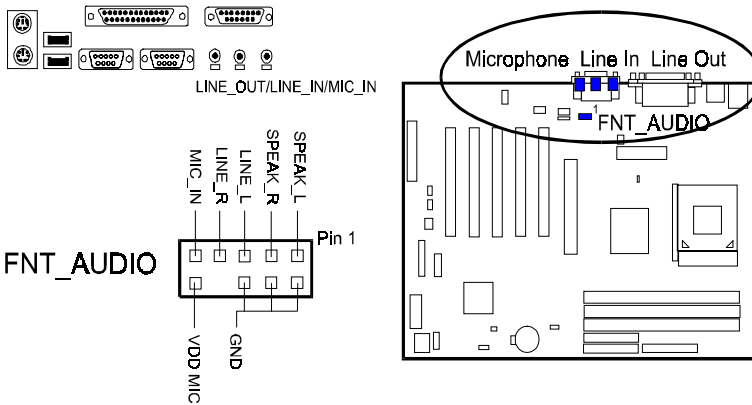 LINE_OUT/LINE_IN/MIC_IN
Microphone Line In Line Out
1
FNT_AUDIO
MIC_IN
LINE_R
LINE_L
SPEAK_R
SPEAK_L
Pin 1
FNT_AUDIO
VDD MIC
GND